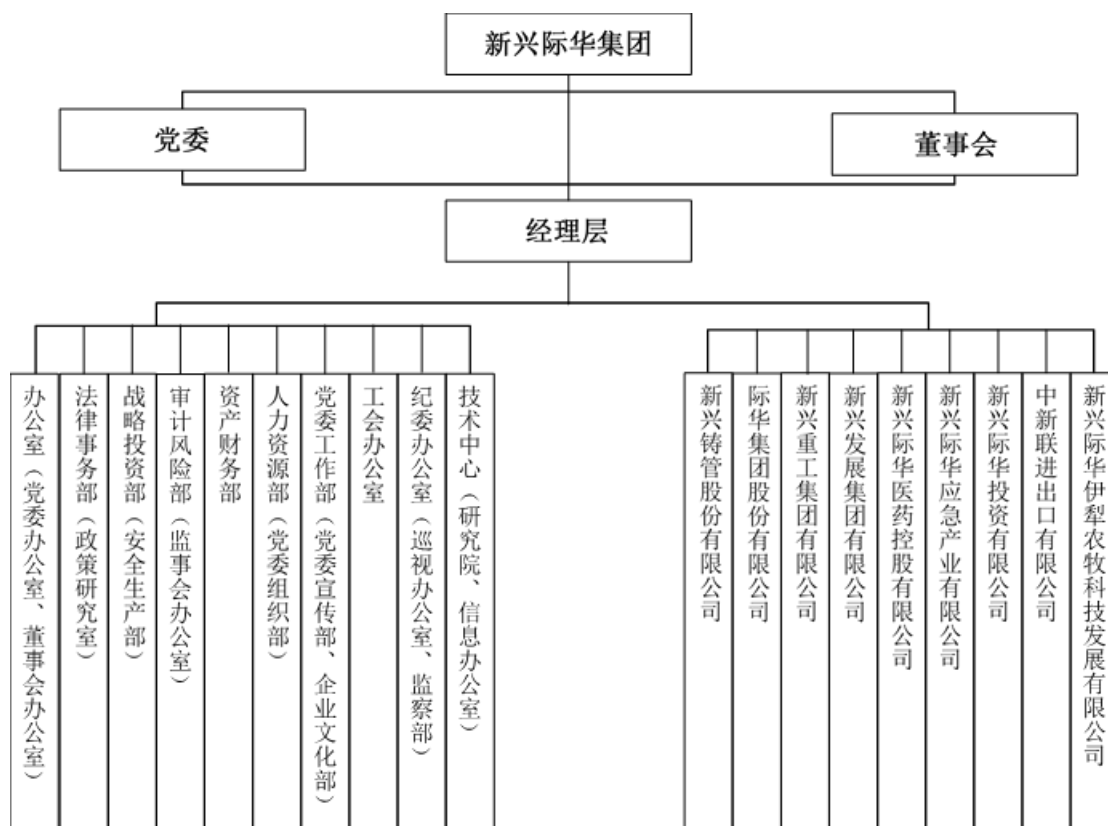 新兴际华集团
党委
董事会
经理层
办公室（党委办公室、董事会办公室）
法律事务部（政策研究室）
战略投资部（安全生产部）
审计风险部（监事会办公室）
资产财务部
人力资源部（党委组织部）
党委工作部（党委宣传部、企业文化部）
工会办公室
纪委办公室（巡视办公室、监察部）
技术中心（研究院、信息办公室）
新兴铸管股份有限公司
际华集团股份有限公司
新兴重工集团有限公司
新兴发展集团有限公司
新兴际华医药控股有限公司
新兴际华应急产业有限公司
新兴际华投资有限公司
中新联进出口有限公司
新兴际华伊犁农牧科技发展有限公司